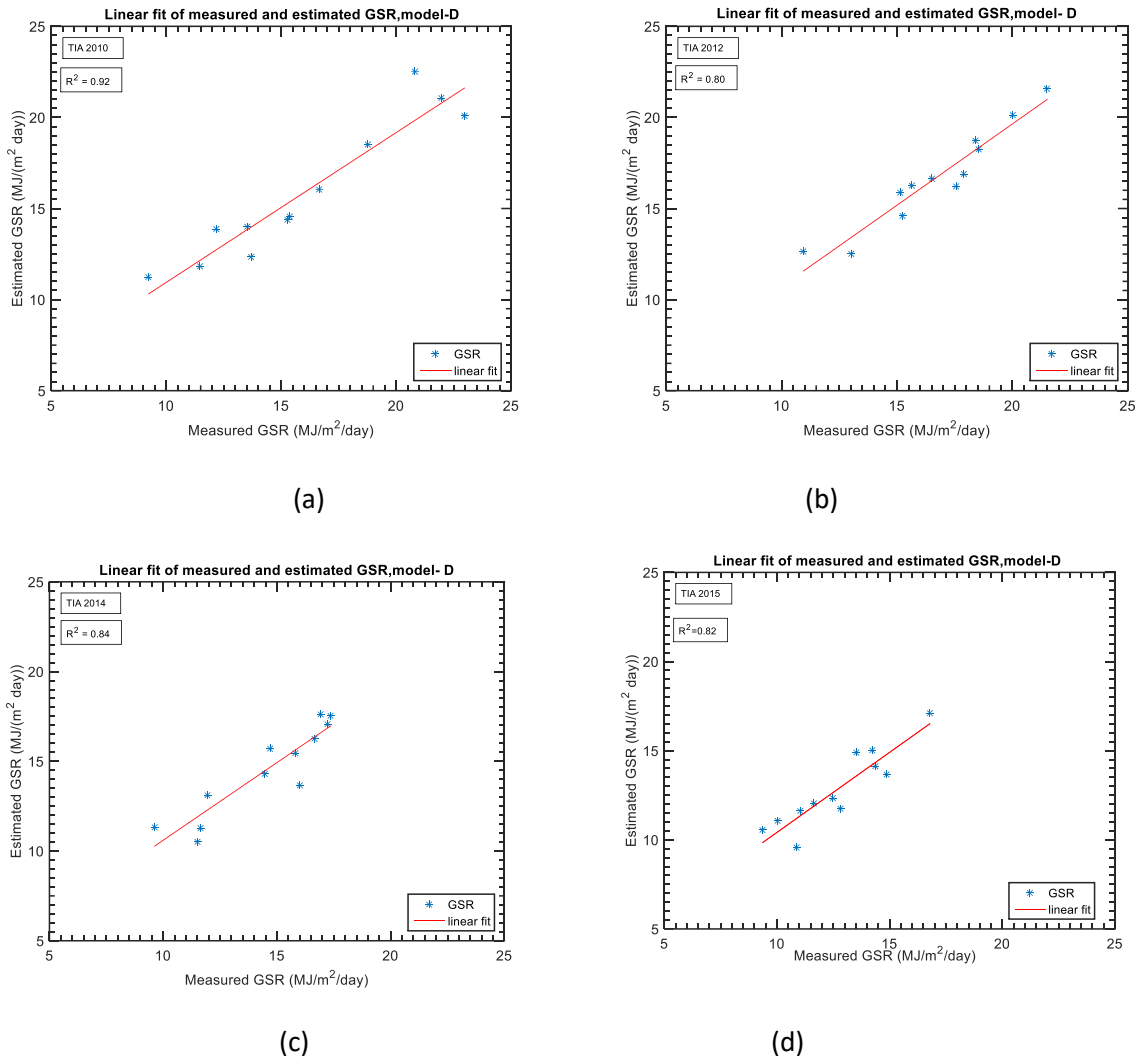 Linear fit of measured and estimated GSR,model-D
TIA 2010
R² = 0.92
Estimated GSR (MJ/(m² day))
25
20
15
10
5
GSR
linear fit
5 10 15 20 25
Measured GSR (MJ/m²/day)
(a)
Linear fit of measured and estimated GSR,model- D
TIA 2012
R² = 0.80
Estimated GSR (MJ/(m² day))
25
20
15
10
5
GSR
linear fit
5 10 15 20 25
Measured GSR (MJ/m²/day)
(b)
Linear fit of measured and estimated GSR,model- D
TIA 2014
R² = 0.84
Estimated GSR (MJ/(m² day))
25
20
15
10
5
GSR
linear fit
5 10 15 20 25
Measured GSR (MJ/m²/day)
(c)
Linear fit of measured and estimated GSR,model-D
TIA 2015
R²=0.82
Estimated GSR (MJ/(m² day))
25
20
15
10
5
GSR
linear fit
5 10 15 20 25
Measured GSR (MJ/m²/day)
(d)